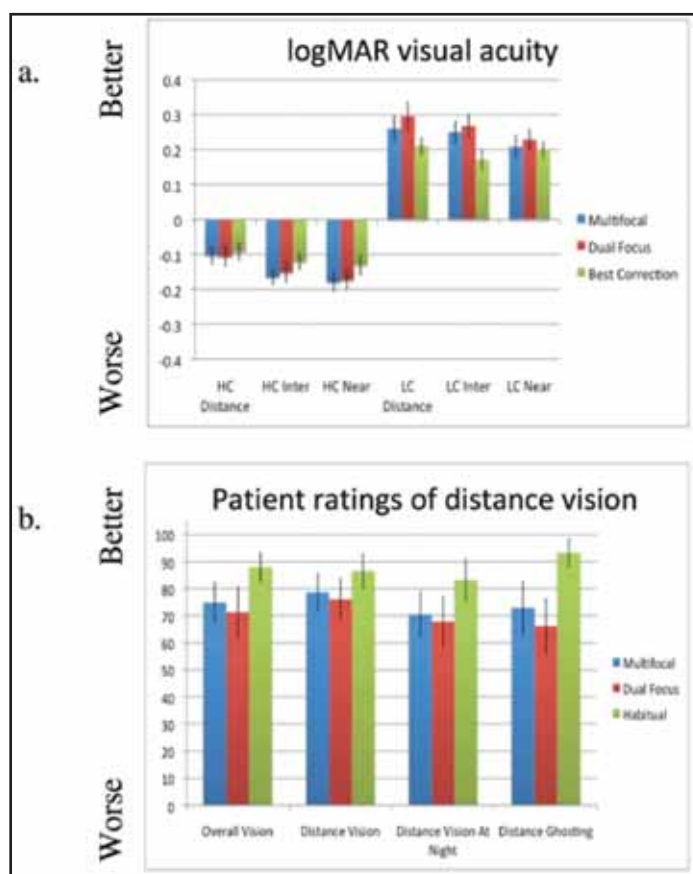 a.
Better
Worse
logMAR visual acuity
0.4
0.3
0.2
0.1
0
-0.1
-0.2
-0.3
-0.4
HC Distance
HC Inter
HC Near
LC Distance
LC Inter
LC Near
Multifocal
Dual Focus
Best Correction
b.
Better
Worse
Patient ratings of distance vision
100
90
80
70
60
50
40
30
20
10
0
Overall Vision
Distance Vision
Distance Vision At
Night
Distance Ghosting
Multifocal
Dual Focus
Habitual